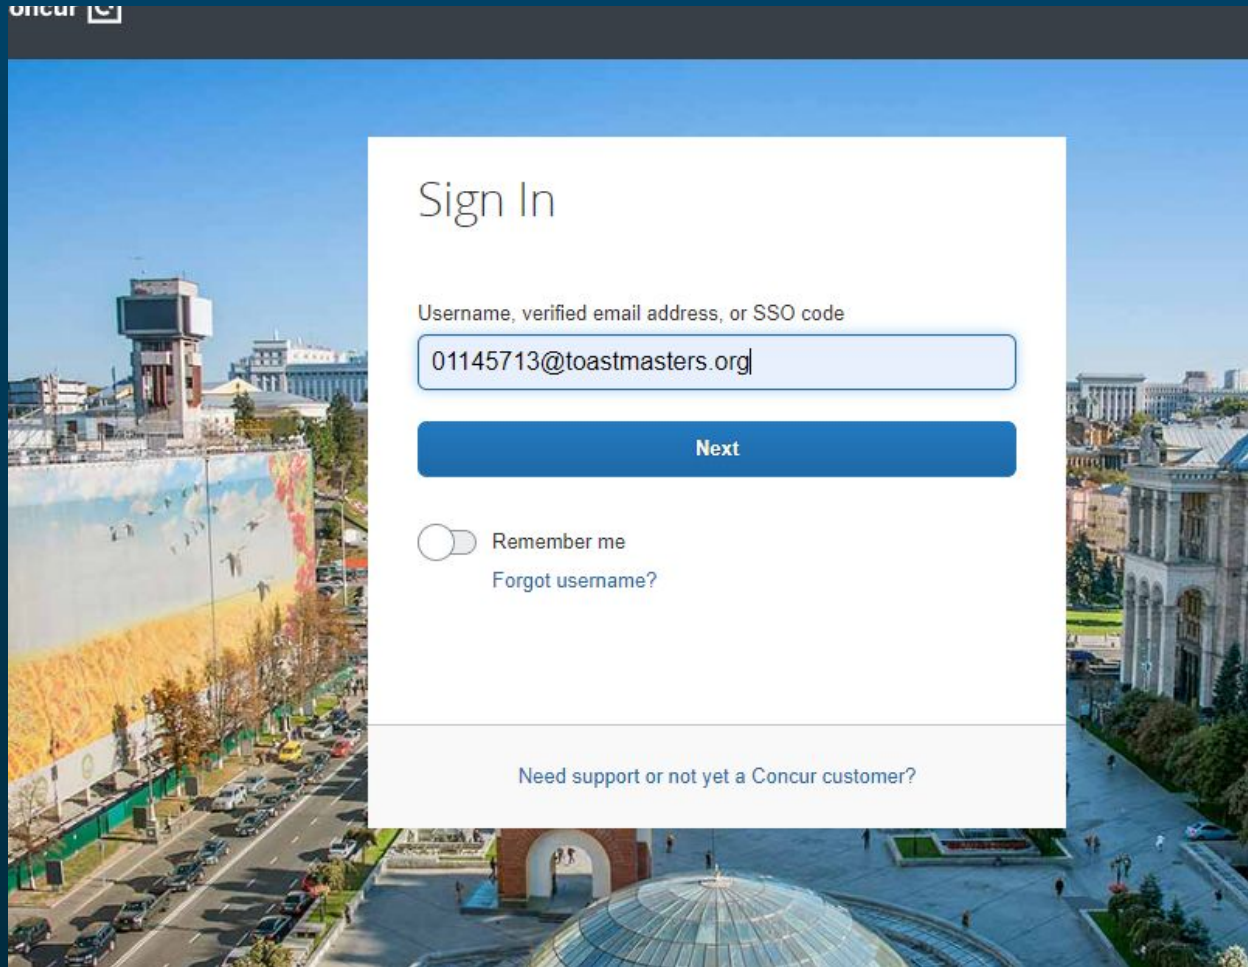 Sign In
Username, verified email address, or SSO code
01145713@toastmasters.org
Next
Remember me
Forgot username?
Need support or not yet a Concur customer?